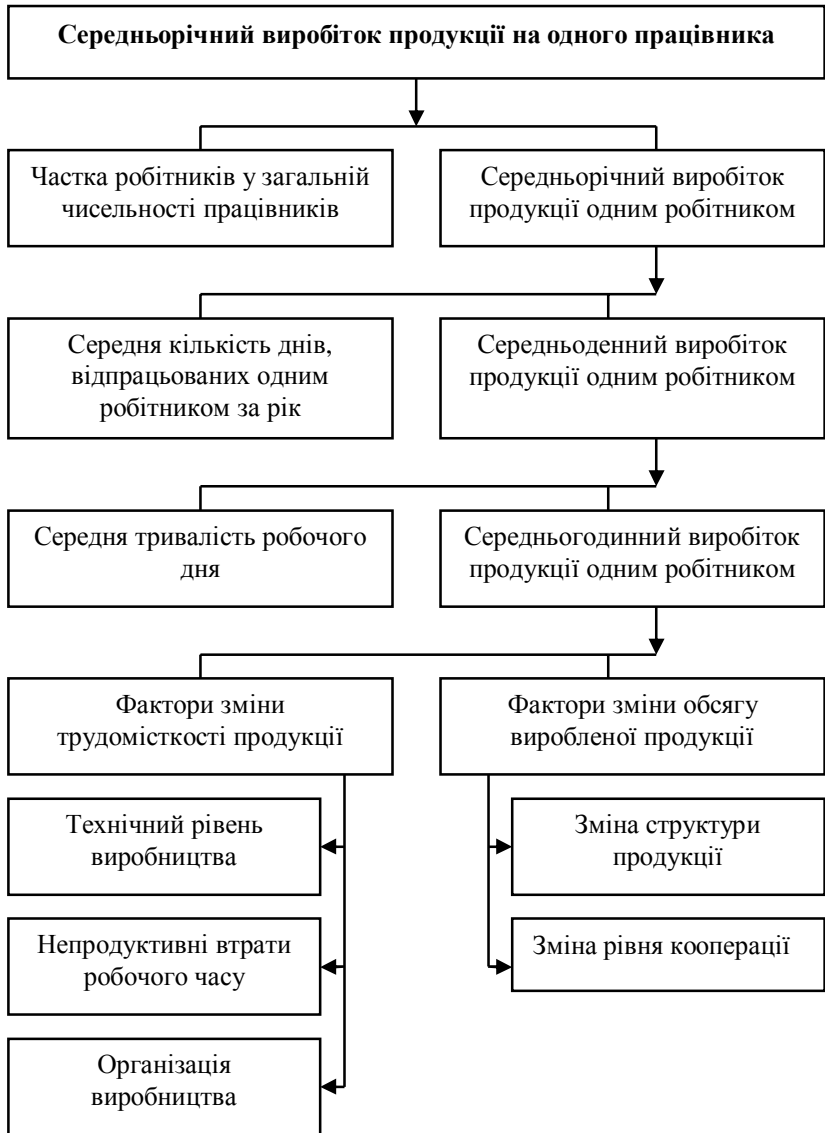 Середньорічний виробіток продукції на одного працівника
Частка робітників у загальній
чисельності працівників
Середньорічний виробіток
продукції одним робітником
Середня кількість днів,
відпрацьованих одним
робітником за рік
Середньоденний виробіток
продукції одним робітником
Середня тривалість робочого
дня
Середньогодинний виробіток
продукції одним робітником
Фактори зміни
трудомісткості продукції
Фактори зміни обсягу
виробленої продукції
Технічний рівень
виробництва
Зміна структури
продукції
Непродуктивні втрати
робочого часу
Зміна рівня кооперації
Організація
виробництва